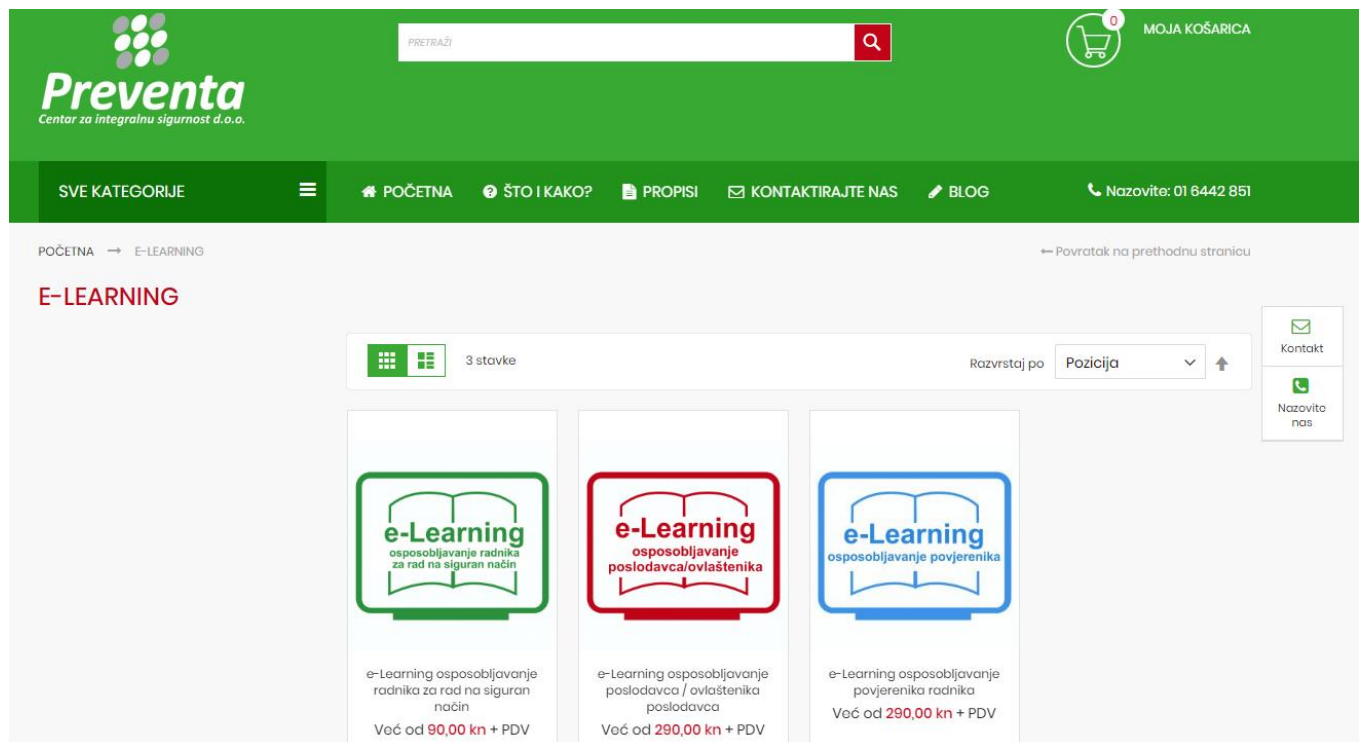 PRETRAŽI
0
MOJA KOŠARICA
Preventa
Centar za integralnu sigurnost d.o.o.
SVE KATEGORIJE
POČETNA
ŠTO I KAKO?
PROPISI
KONTAKTIRAJTE NAS
BLOG
Nazovite: 01 6442 851
POČETNA → E-LEARNING
← Povratak na prethodnu stranicu
E-LEARNING
3 stavke
Razvrstaj po
Pozicija
Kontakt
Nazovite
nas
e-Learning
osposobljavanje radnika
za rad na siguran način
e-Learning
osposobljavanje
poslodavca/ovlaštenika
e-Learning
osposobljavanje povjerenika
e-Learning osposobljavanje
radnika za rad na siguran
način
Već od 90,00 kn + PDV
e-Learning osposobljavanje
poslodavca / ovlaštenika
poslodavca
Već od 290,00 kn + PDV
e-Learning osposobljavanje
povjerenika radnika
Već od 290,00 kn + PDV